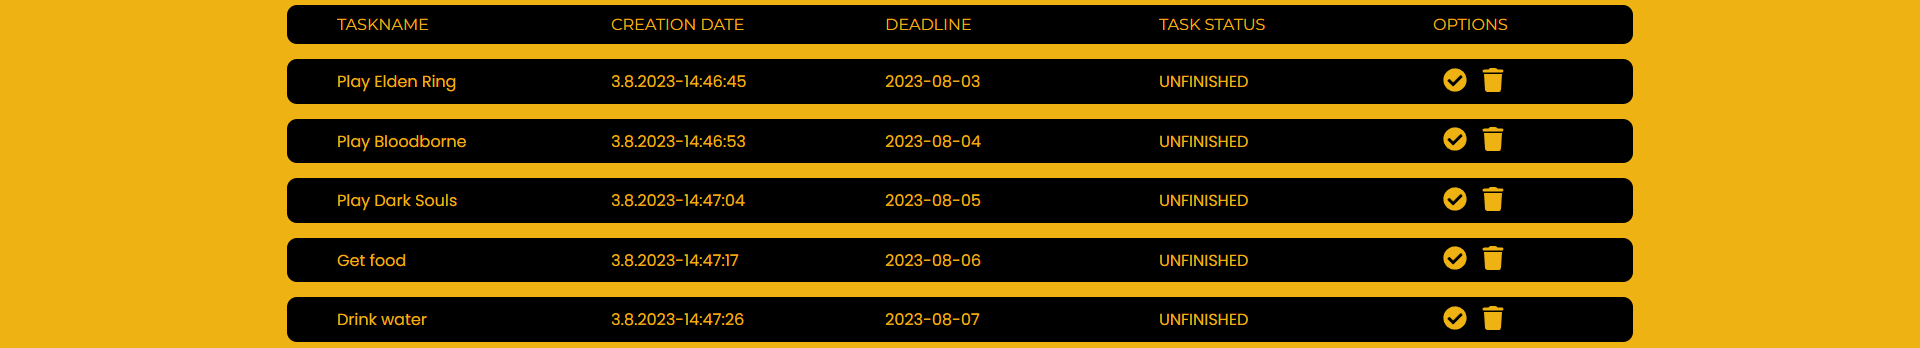 TASKNAME CREATION DATE DEADLINE TASK STATUS OPTIONS
Play Elden Ring 3.8.2023-14:46:45 2023-08-03 UNFINISHED
Play Bloodborne 3.8.2023-14:46:53 2023-08-04 UNFINISHED
Play Dark Souls 3.8.2023-14:47:04 2023-08-05 UNFINISHED
Get food 3.8.2023-14:47:17 2023-08-06 UNFINISHED
Drink water 3.8.2023-14:47:26 2023-08-07 UNFINISHED